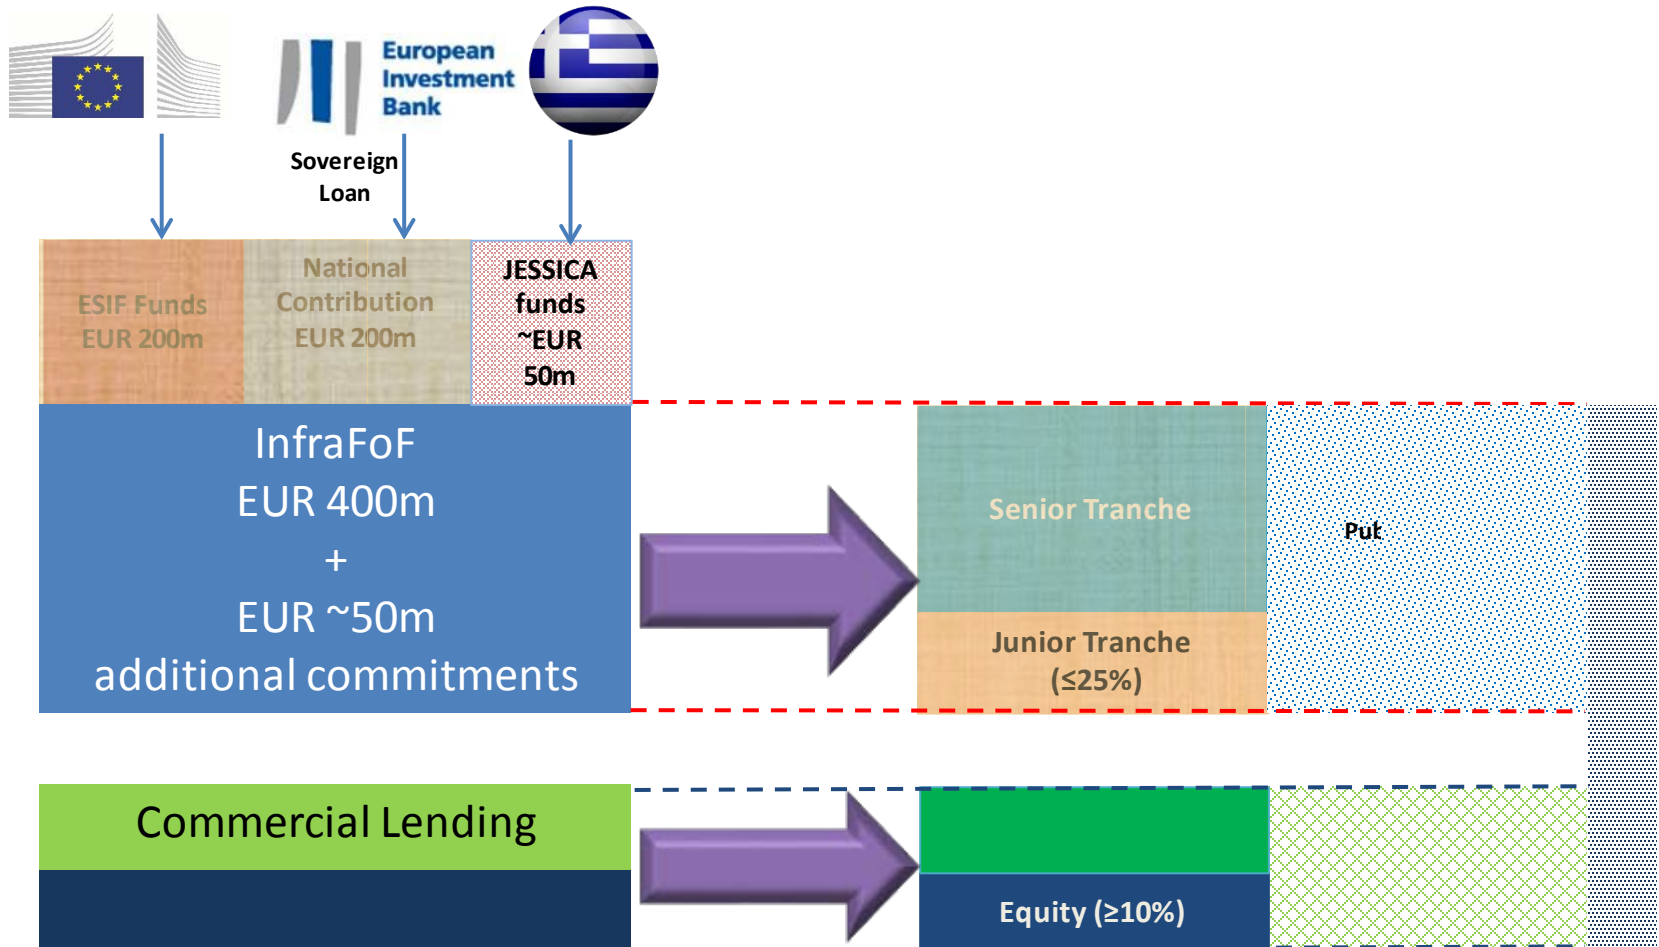 European
Investment
Bank
Sovereign
Loan
ESIF Funds
EUR 200m
National
Contribution
EUR 200m
JESSICA
funds
~EUR
50m
InfraFoF
EUR 400m
+
EUR ~50m
additional commitments
Senior Tranche
Junior Tranche
(≤25%)
Commercial Lending
Equity (≥10%)